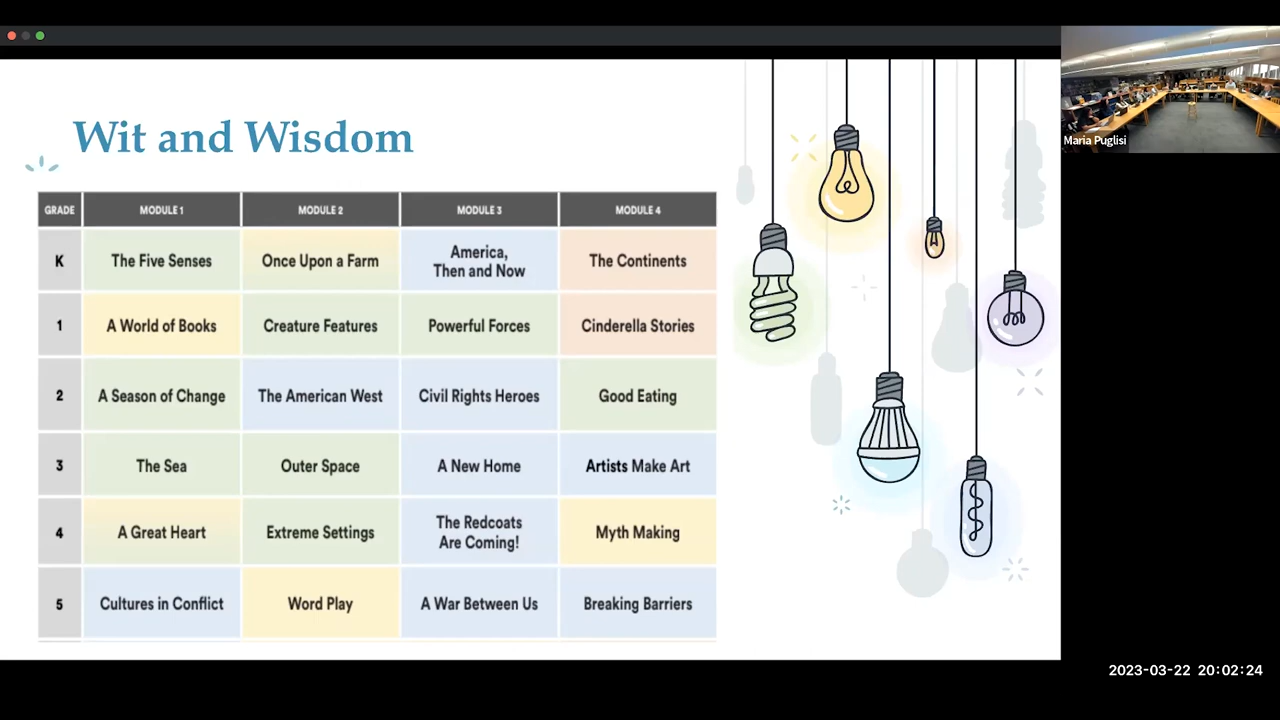 Wit and Wisdom
Maria Puglisi
GRADE MODULE 1 MODULE 2 MODULE 3 MODULE 4
K The Five Senses Once Upon a Farm America, Then and Now The Continents
1 A World of Books Creature Features Powerful Forces Cinderella Stories
2 A Season of Change The American West Civil Rights Heroes Good Eating
3 The Sea Outer Space A New Home Artists Make Art
4 A Great Heart Extreme Settings The Redcoats Are Coming! Myth Making
5 Cultures in Conflict Word Play A War Between Us Breaking Barriers
2023-03-22 20:02:24